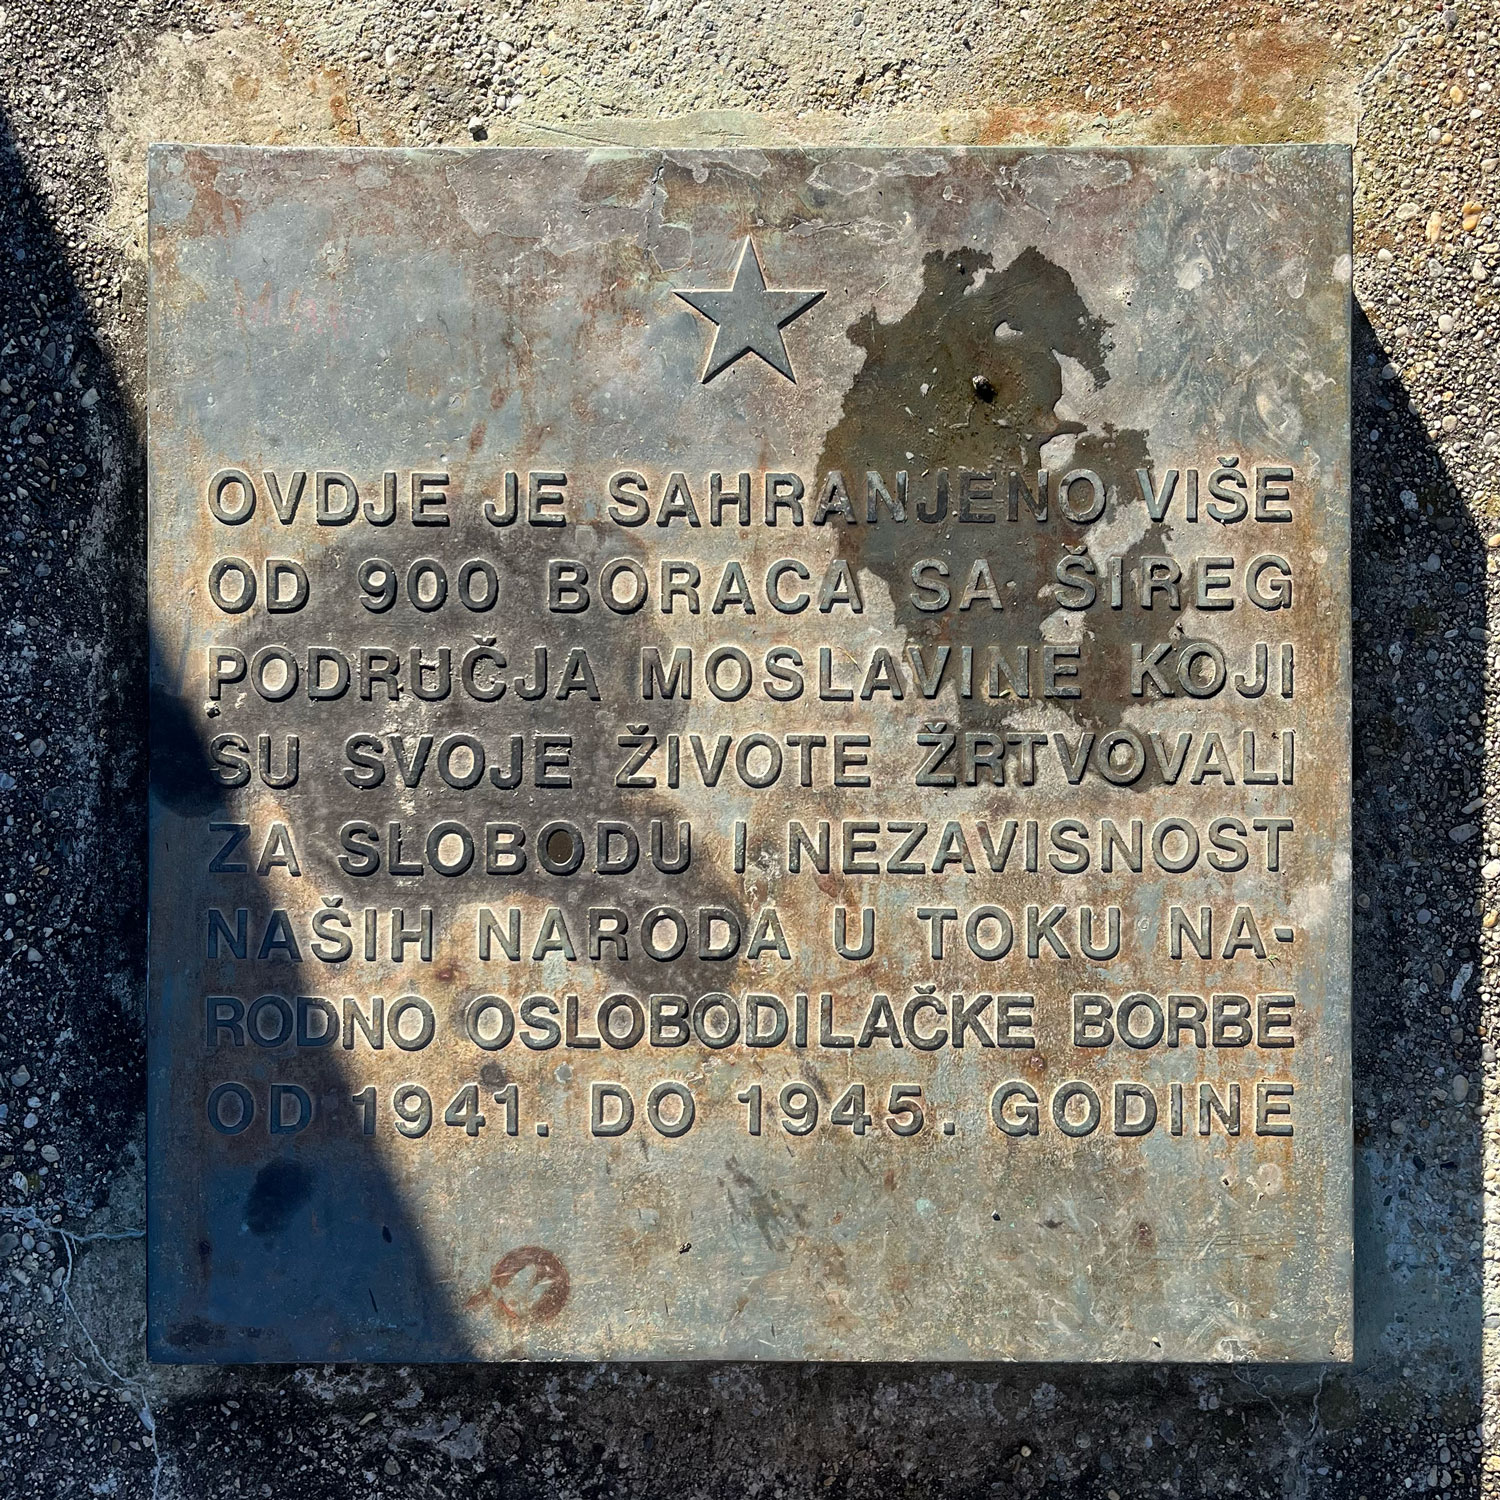 OVDJE JE SAHRANJENO VIŠE
OD 900 BORACA SA ŠIREG
PODRUČJA MOSLAVINE KOJI
SU SVOJE ŽIVOTE ŽRTVOVALI
ZA SLOBODU I NEZAVISNOST
NAŠIH NARODA U TOKU NA-
RODNO OSLOBODILAČKE BORBE
OD 1941. DO 1945. GODINE